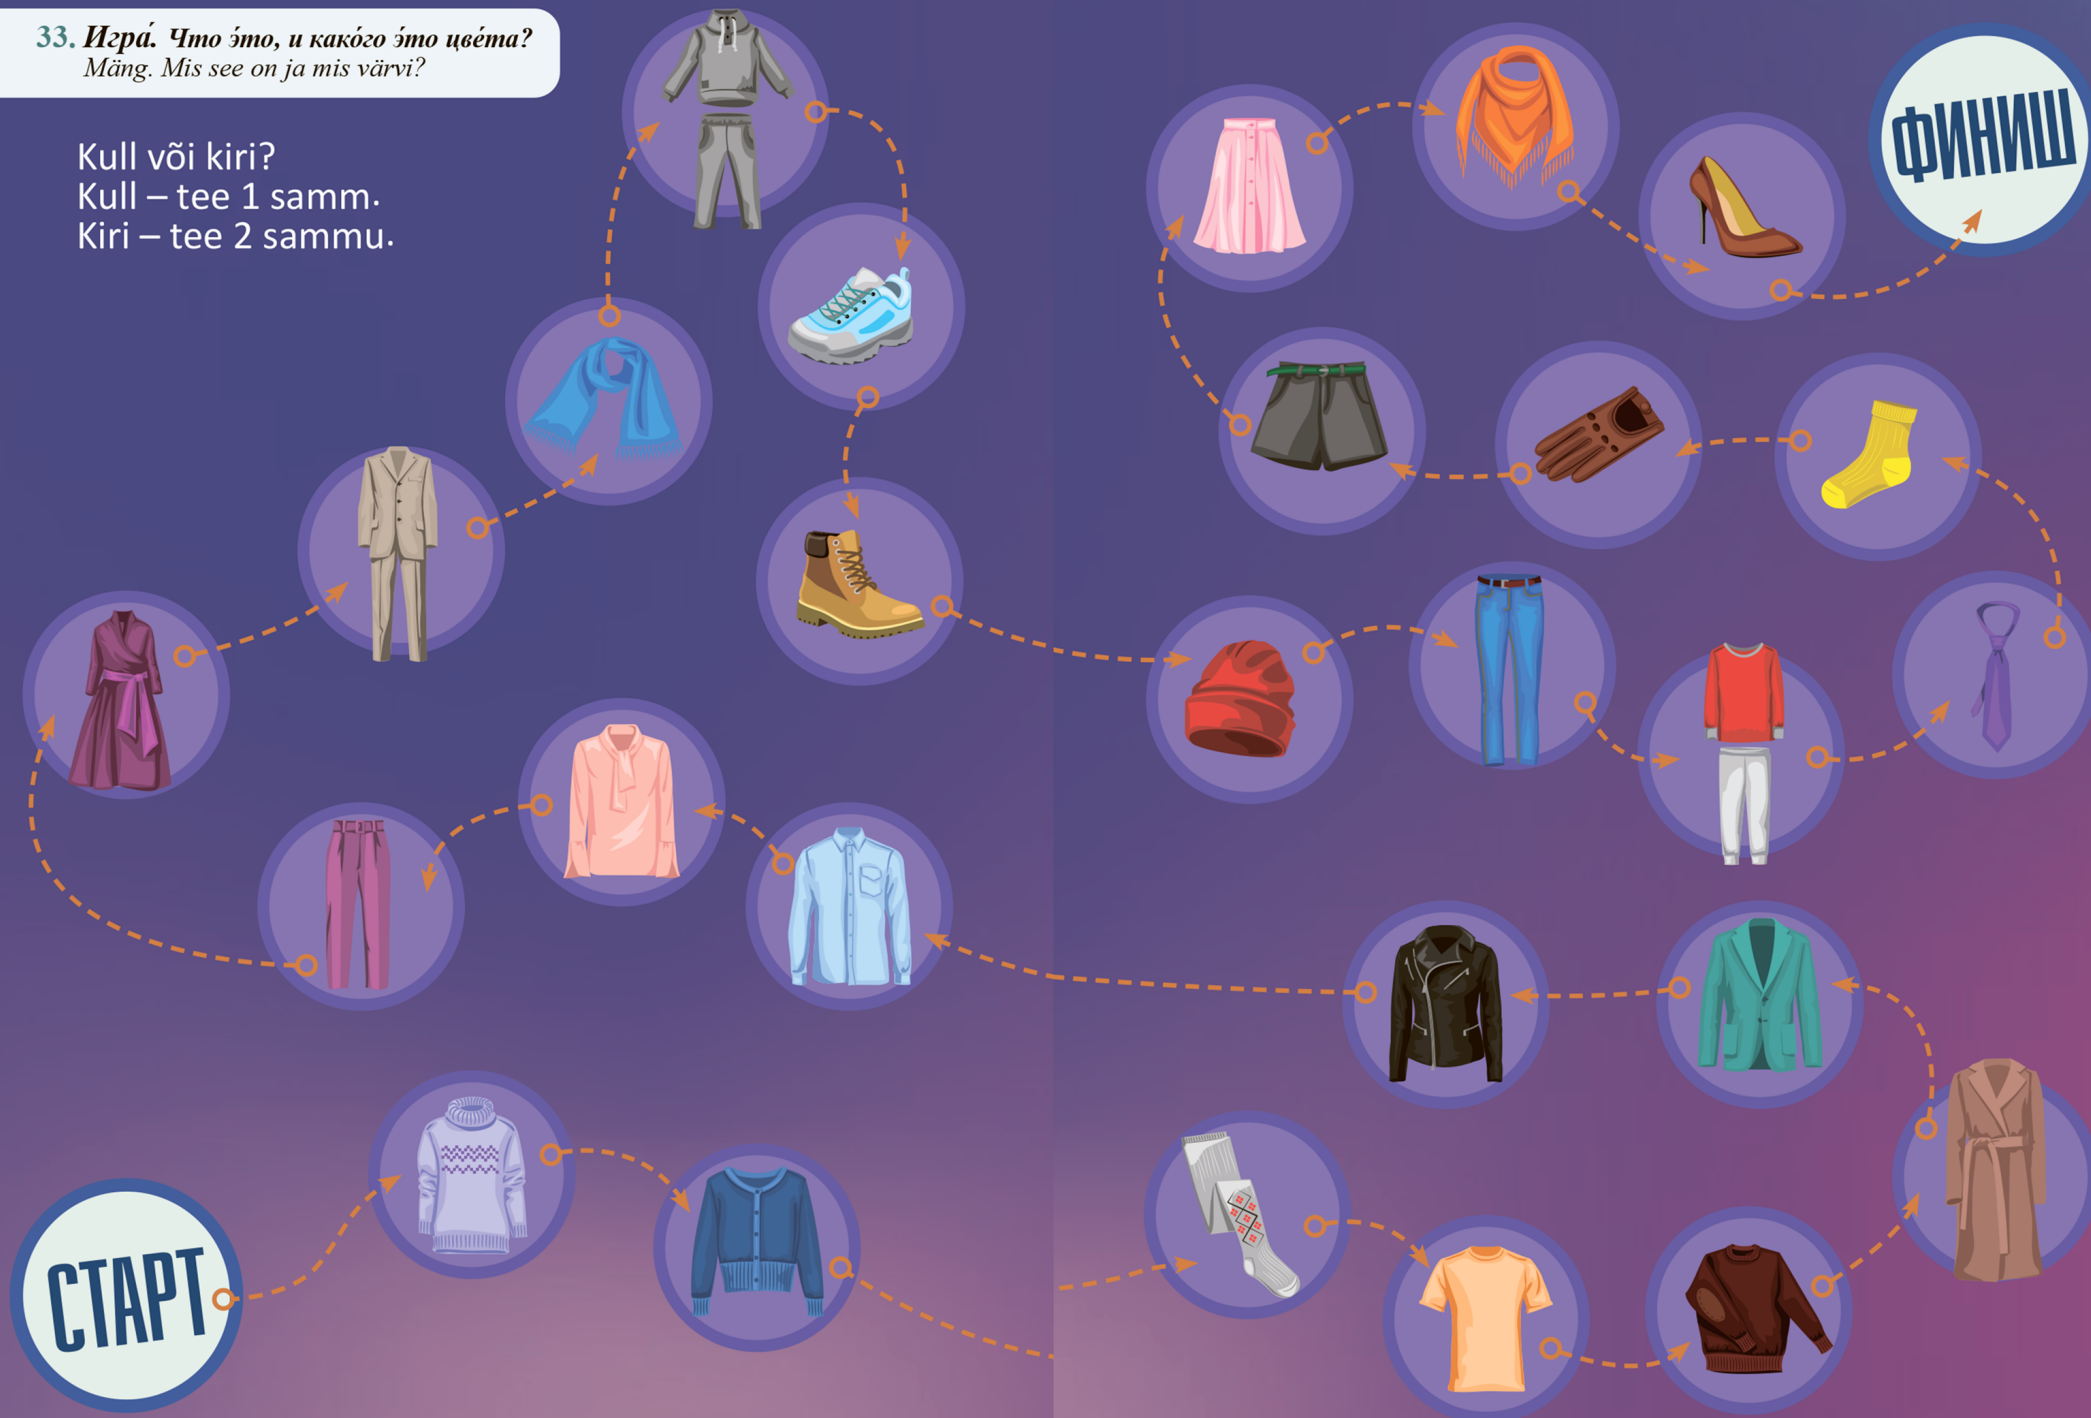 33. Игра́. Что э́то, и како́го э́то цве́та?
Mäng. Mis see on ja mis värvi?
Kull või kiri?
Kull – tee 1 samm.
Kiri – tee 2 sammu.
ФИНИШ
СТАРТ